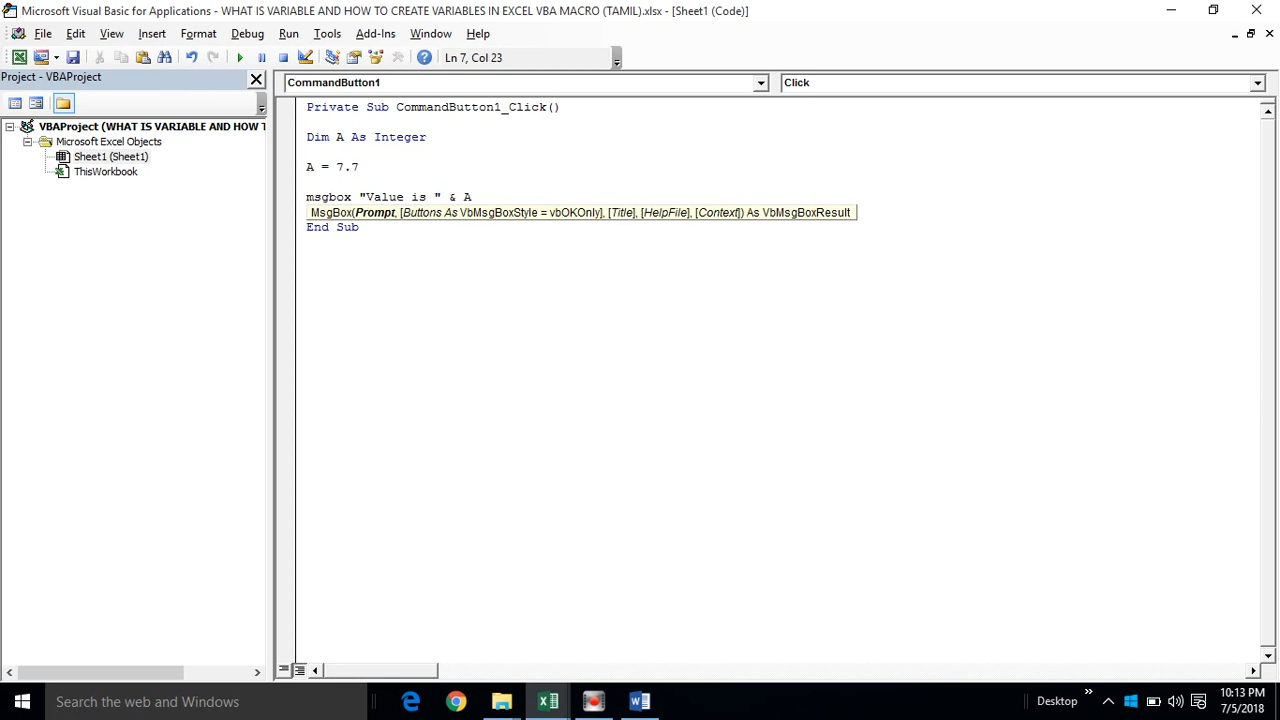 Microsoft Visual Basic for Applications - WHAT IS VARIABLE AND HOW TO CREATE VARIABLES IN EXCEL VBA MACRO (TAMIL).xlsx - [Sheet1 (Code)]
File Edit View Insert Format Debug Run Tools Add-Ins Window Help
Ln 7, Col 23
Project - VBAProject
CommandButton1 Click
VBAProject (WHAT IS VARIABLE AND HOW T
Microsoft Excel Objects
Sheet1 (Sheet1)
ThisWorkbook
Private Sub CommandButton1_Click()
Dim A As Integer
A = 7.7
msgbox "Value is " & A
MsgBox(Prompt, [Buttons As VbMsgBoxStyle = vbOKOnly], [Title], [HelpFile], [Context]) As VbMsgBoxResult
End Sub
Search the web and Windows
Desktop
10:13 PM
7/5/2018